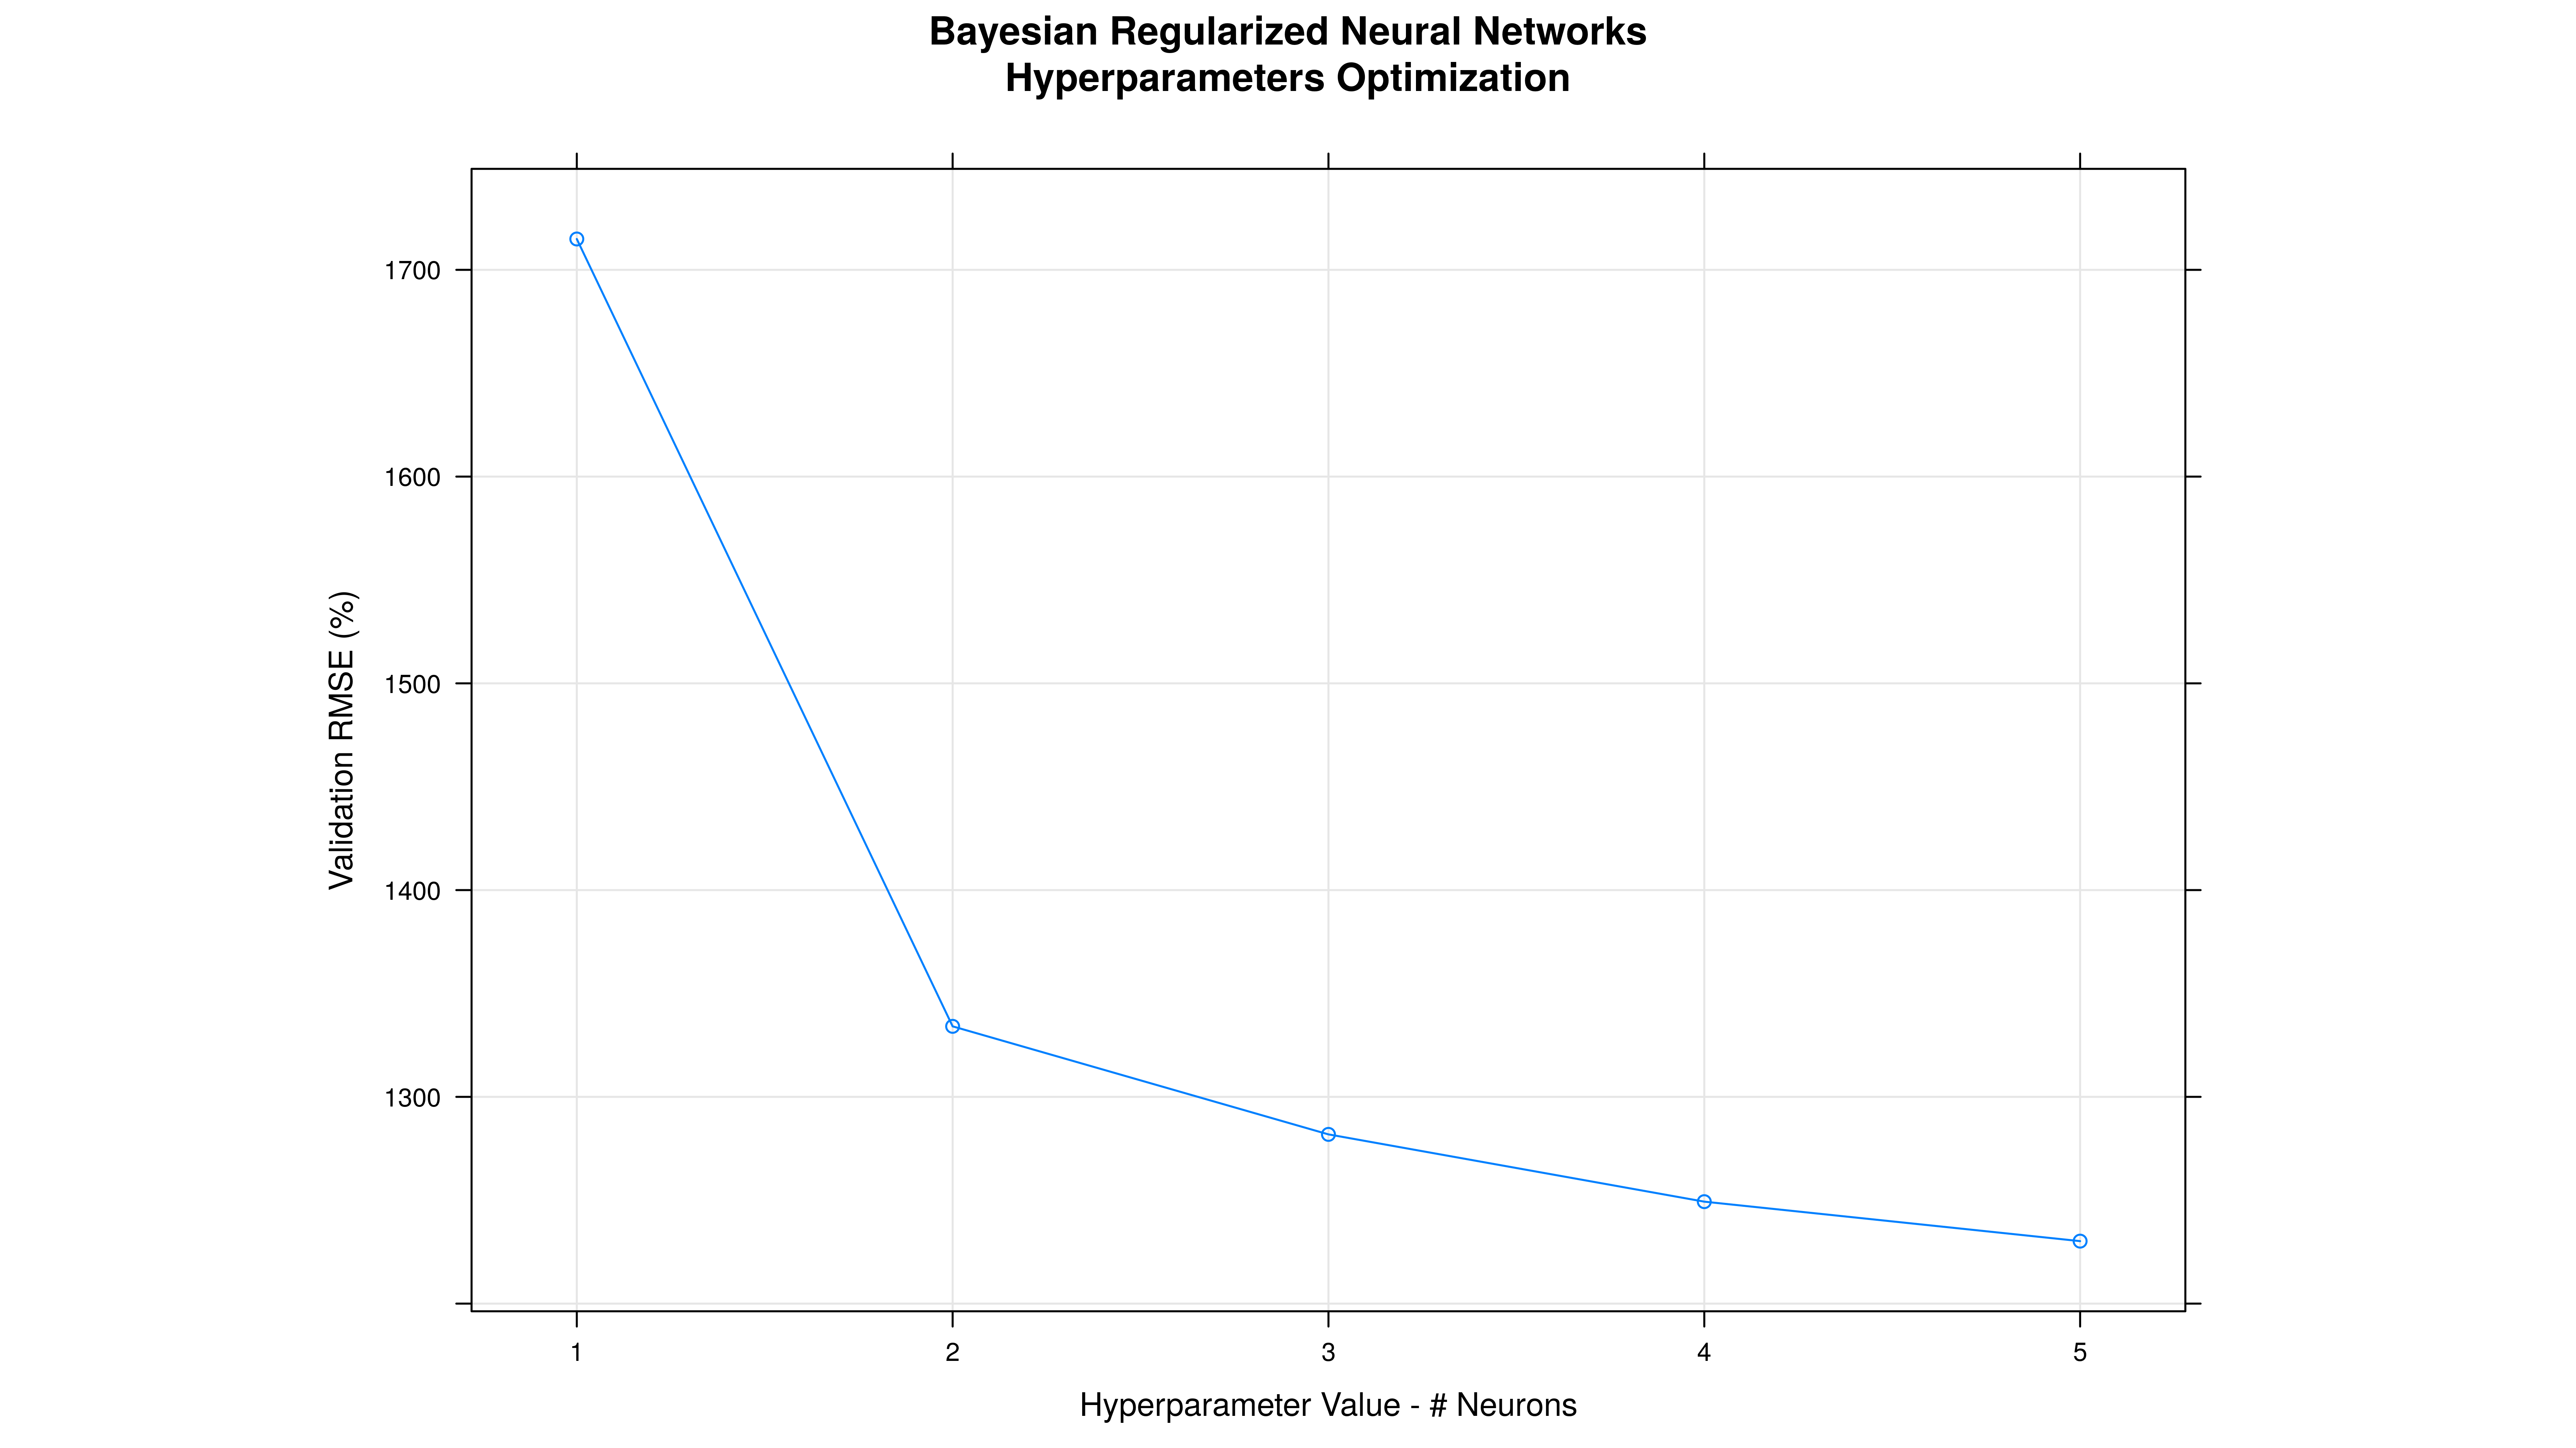 Bayesian Regularized Neural Networks
Hyperparameters Optimization
Validation RMSE (%)
1700
1600
1500
1400
1300
1 2 3 4 5
Hyperparameter Value - # Neurons